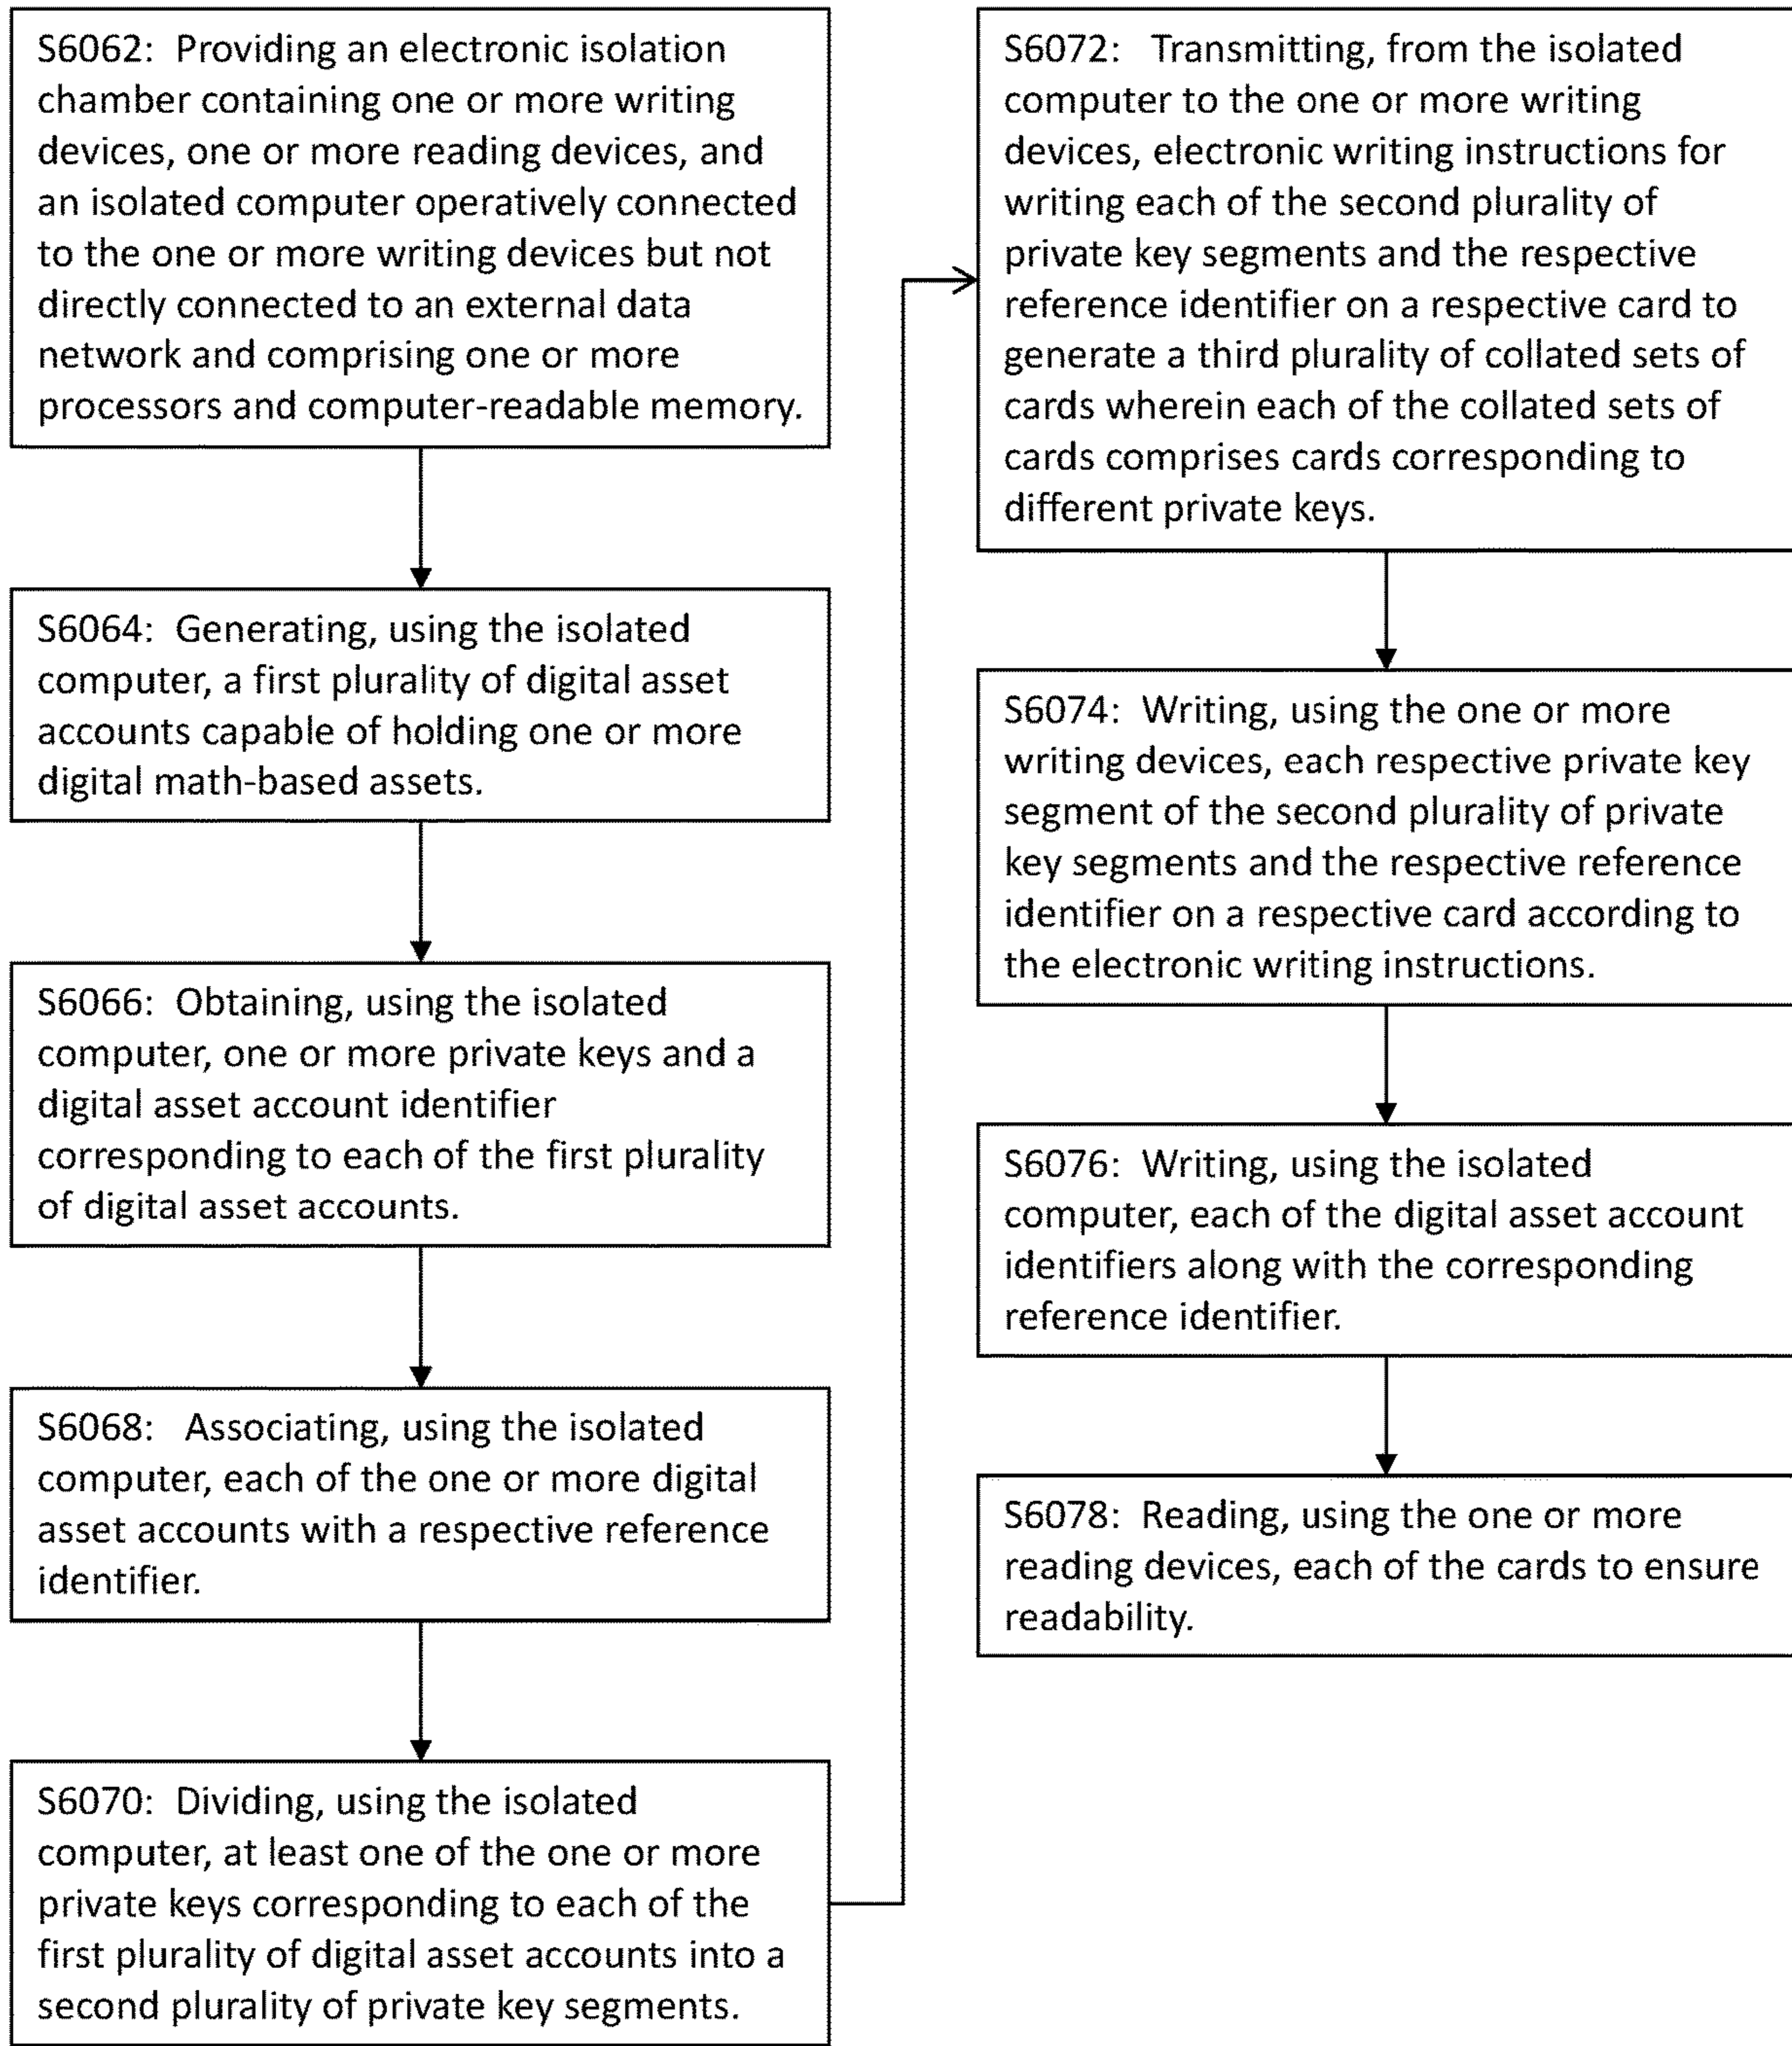 S6062: Providing an electronic isolation
chamber containing one or more writing
devices, one or more reading devices, and
an isolated computer operatively connected
to the one or more writing devices but not
directly connected to an external data
network and comprising one or more
processors and computer-readable memory.
S6064: Generating, using the isolated
computer, a first plurality of digital asset
accounts capable of holding one or more
digital math-based assets.
S6066: Obtaining, using the isolated
computer, one or more private keys and a
digital asset account identifier
corresponding to each of the first plurality
of digital asset accounts.
S6068: Associating, using the isolated
computer, each of the one or more digital
asset accounts with a respective reference
identifier.
S6070: Dividing, using the isolated
computer, at least one of the one or more
private keys corresponding to each of the
first plurality of digital asset accounts into a
second plurality of private key segments.
S6072: Transmitting, from the isolated
computer to the one or more writing
devices, electronic writing instructions for
writing each of the second plurality of
private key segments and the respective
reference identifier on a respective card to
generate a third plurality of collated sets of
cards wherein each of the collated sets of
cards comprises cards corresponding to
different private keys.
S6074: Writing, using the one or more
writing devices, each respective private key
segment of the second plurality of private
key segments and the respective reference
identifier on a respective card according to
the electronic writing instructions.
S6076: Writing, using the isolated
computer, each of the digital asset account
identifiers along with the corresponding
reference identifier.
S6078: Reading, using the one or more
reading devices, each of the cards to ensure
readability.